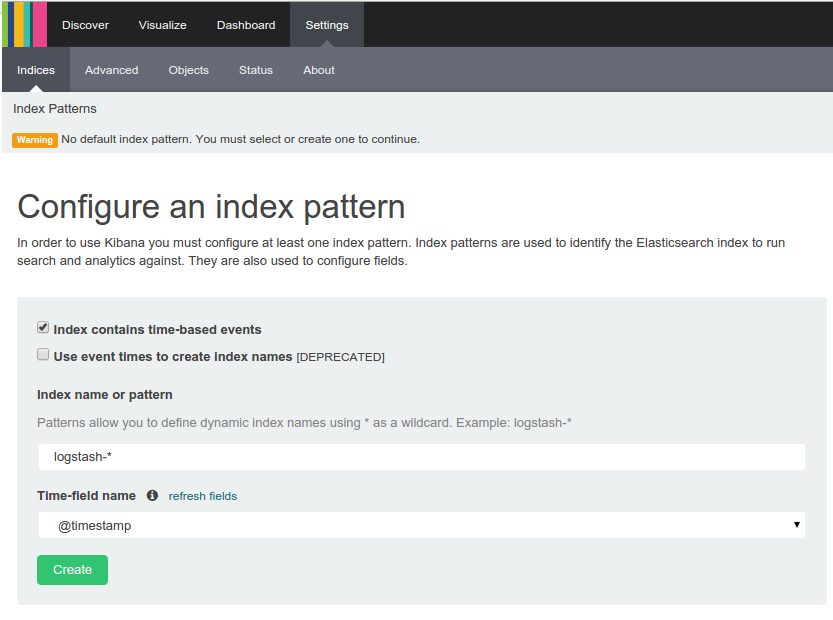 Discover Visualize Dashboard Settings
Indices Advanced Objects Status About
Index Patterns
Warning No default index pattern. You must select or create one to continue.
Configure an index pattern
In order to use Kibana you must configure at least one index pattern. Index patterns are used to identify the Elasticsearch index to run
search and analytics against. They are also used to configure fields.
Index contains time-based events
Use event times to create index names [DEPRECATED]
Index name or pattern
Patterns allow you to define dynamic index names using * as a wildcard. Example: logstash-*
logstash-*
Time-field name refresh fields
@timestamp
Create